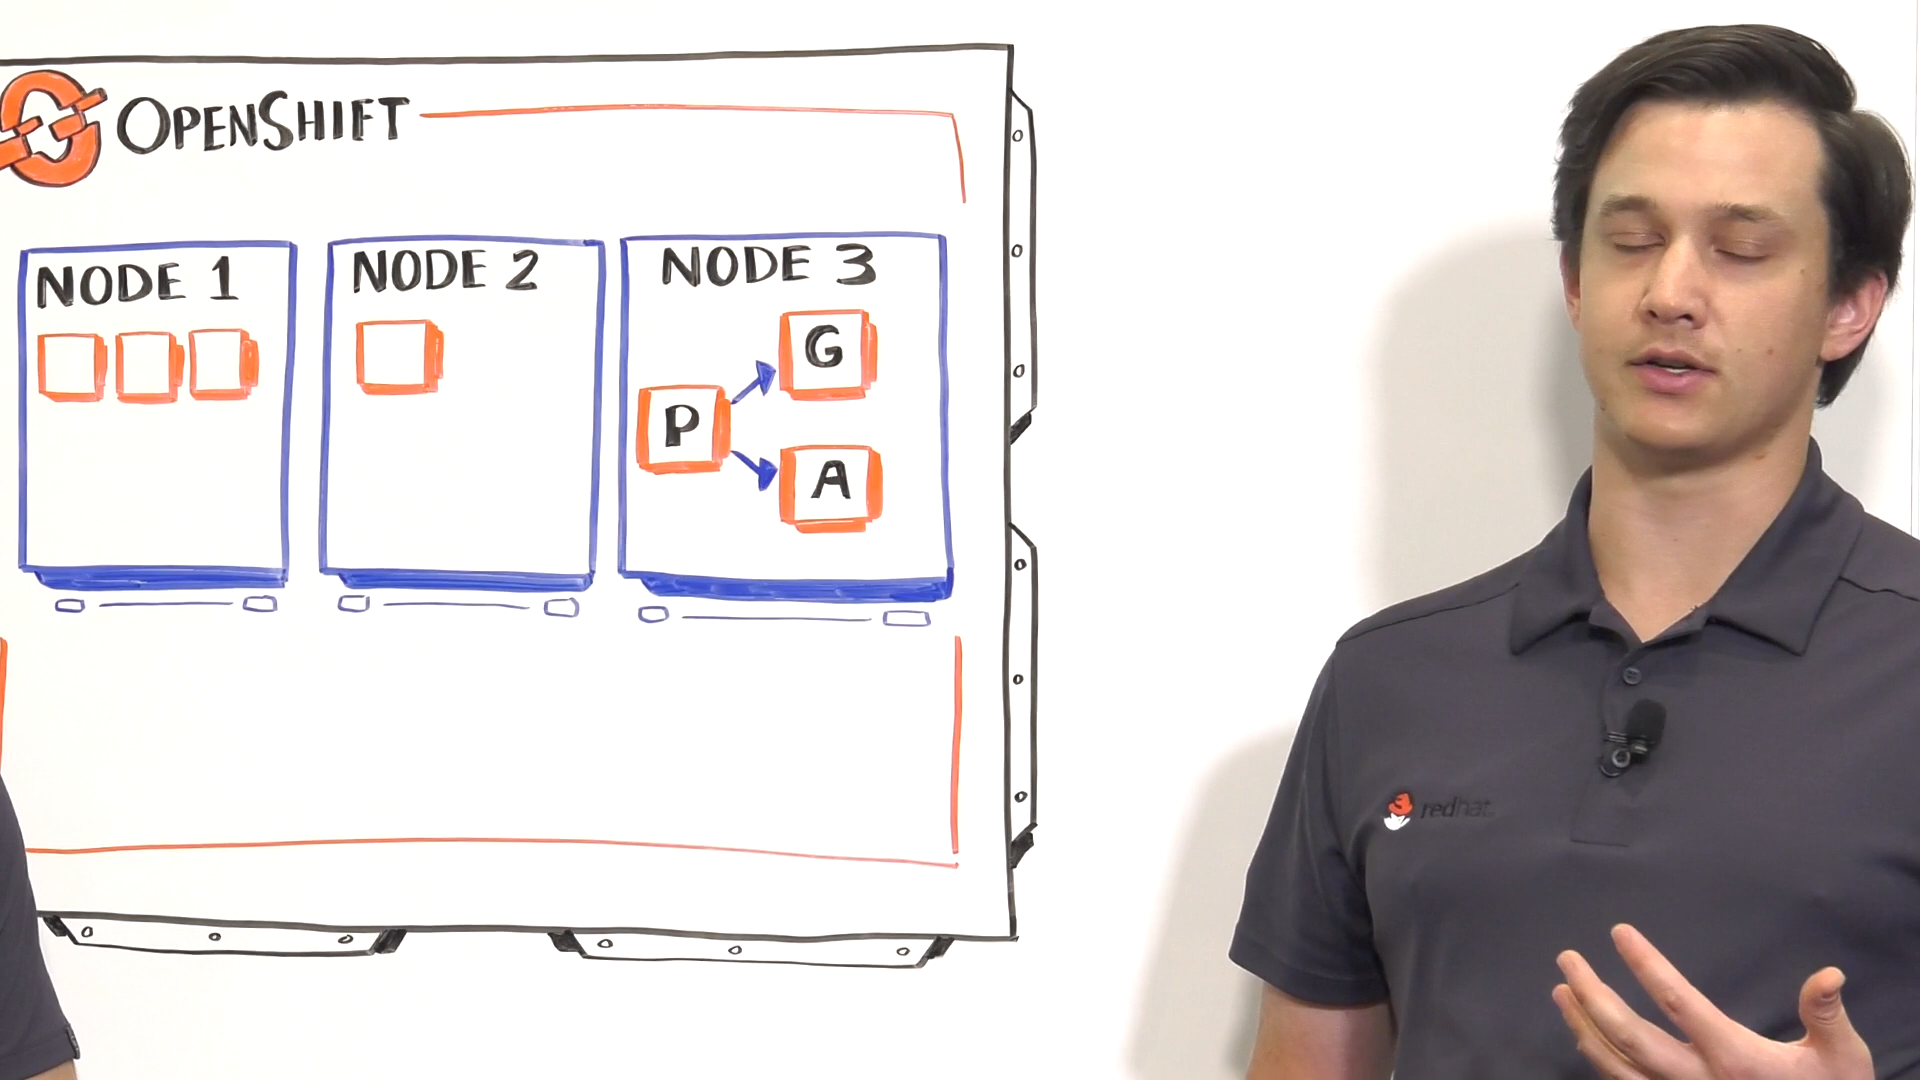 OPENSHIFT
NODE 1
NODE 2
NODE 3
G
P
A
redhat.